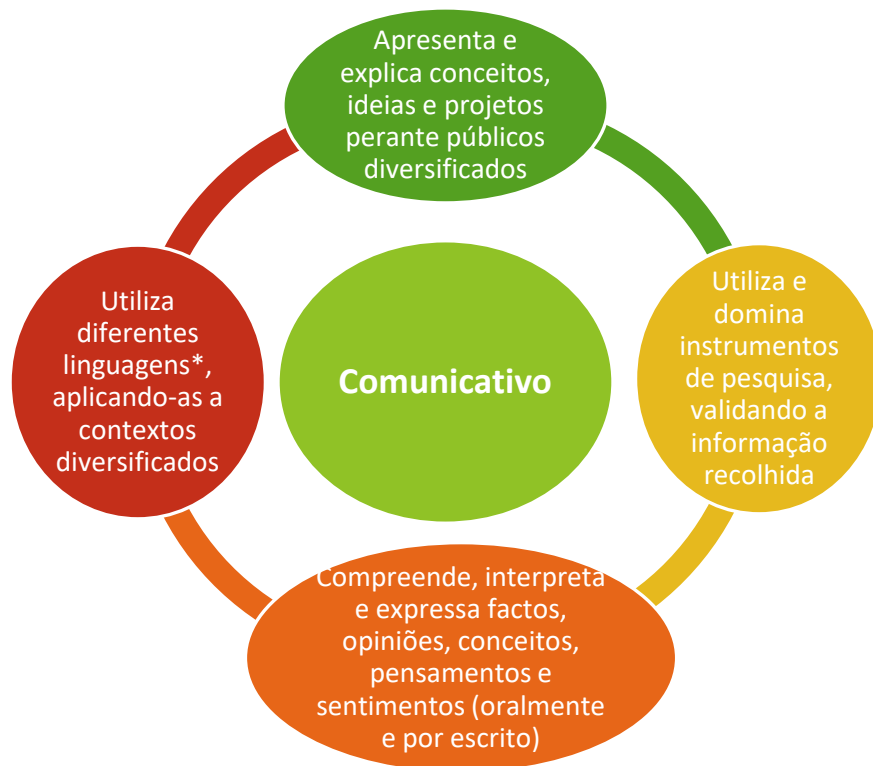 Apresenta e
explica conceitos,
ideias e projetos
perante públicos
diversificados
Utiliza
diferentes
linguagens*,
aplicando-as a
contextos
diversificados
Comunicativo
Utiliza e
domina
instrumentos
de pesquisa,
validando a
informação
recolhida
Compreende, interpreta
e expressa factos,
opiniões, conceitos,
pensamentos e
sentimentos (oralmente
e por escrito)